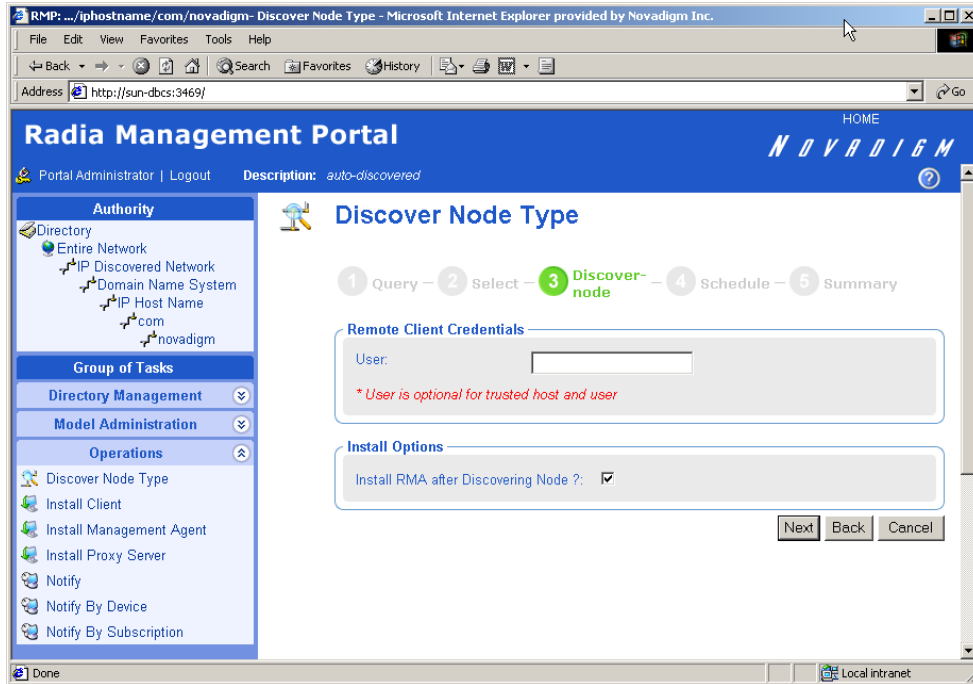 RMP: .../iphostname/com/novadigm- Discover Node Type - Microsoft Internet Explorer provided by Novadigm Inc.
File Edit View Favorites Tools Help
Back Search Favorites History
Address http://sun-dbcs:3469/ Go
Radia Management Portal
HOME
NOVADIGM
Portal Administrator | Logout Description: auto-discovered
Authority
Directory
Entire Network
IP Discovered Network
Domain Name System
IP Host Name
com
novadigm
Group of Tasks
Directory Management
Model Administration
Operations
Discover Node Type
Install Client
Install Management Agent
Install Proxy Server
Notify
Notify By Device
Notify By Subscription
Discover Node Type
1 Query – 2 Select – 3 Discover-node – 4 Schedule – 5 Summary
Remote Client Credentials
User:
* User is optional for trusted host and user
Install Options
Install RMA after Discovering Node ?:
Next Back Cancel
Done Local intranet